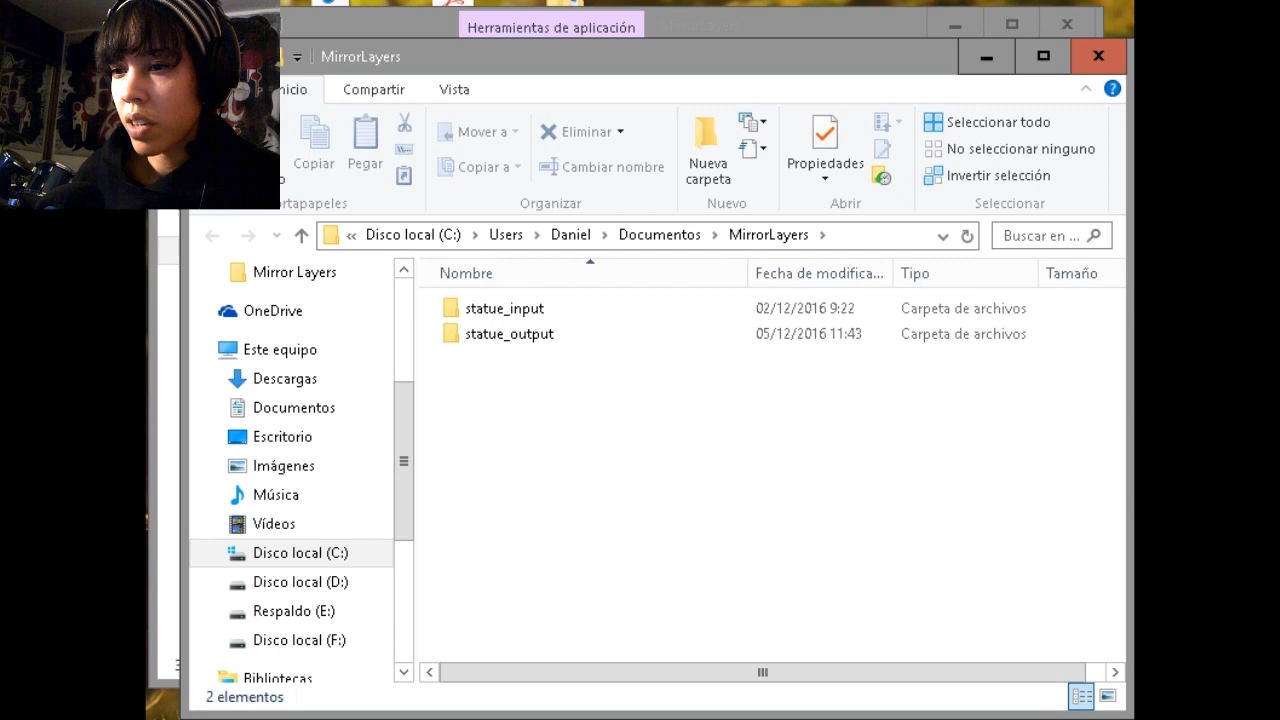 Herramientas de aplicación
MirrorLayers
nicio Compartir Vista
Copiar Pegar
Mover a Copiar a
Eliminar Cambiar nombre
Nueva carpeta
Propiedades
Seleccionar todo
No seleccionar ninguno
Invertir selección
rtapapeles Organizar Nuevo Abrir Seleccionar
« Disco local (C:) > Users > Daniel > Documentos > MirrorLayers >
Buscar en ...
Nombre Fecha de modifica... Tipo Tamaño
statue_input 02/12/2016 9:22 Carpeta de archivos
statue_output 05/12/2016 11:43 Carpeta de archivos
Mirror Layers
OneDrive
Este equipo
Descargas
Documentos
Escritorio
Imágenes
Música
Vídeos
Disco local (C:)
Disco local (D:)
Respaldo (E:)
Disco local (F:)
Bibliotecas
2 elementos